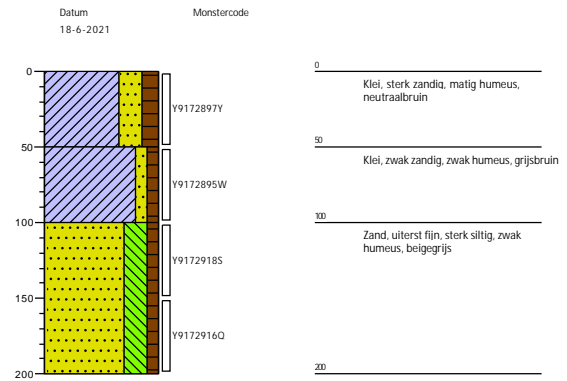 Datum Monstercode
18-6-2021
0 0
Klei, sterk zandig, matig humeus,
neutraalbruin
Y9172897Y
50 50
Klei, zwak zandig, zwak humeus, grijsbruin
Y9172895W
100 100
Zand, uiterst fijn, sterk siltig, zwak
humeus, beigegrijs
Y9172918S
150
Y9172916Q
200 200